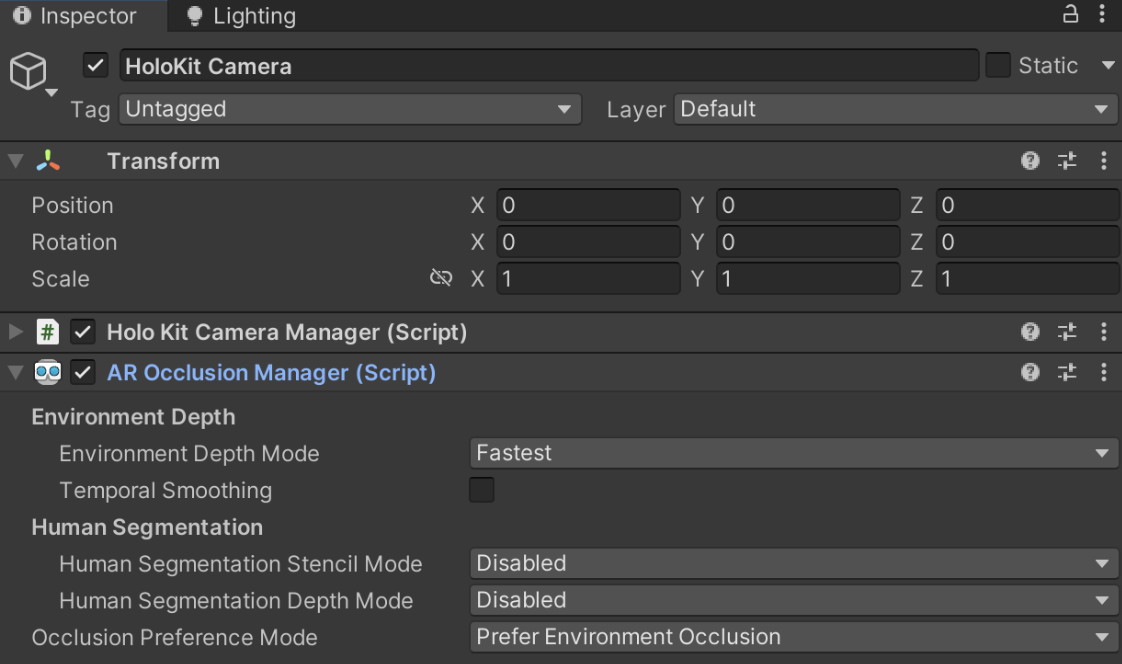 Inspector Lighting
HoloKit Camera Static
Tag Untagged Layer Default
Transform
Position X 0 Y 0 Z 0
Rotation X 0 Y 0 Z 0
Scale X 1 Y 1 Z 1
# Holo Kit Camera Manager (Script)
AR Occlusion Manager (Script)
Environment Depth
Environment Depth Mode Fastest
Temporal Smoothing
Human Segmentation
Human Segmentation Stencil Mode Disabled
Human Segmentation Depth Mode Disabled
Occlusion Preference Mode Prefer Environment Occlusion